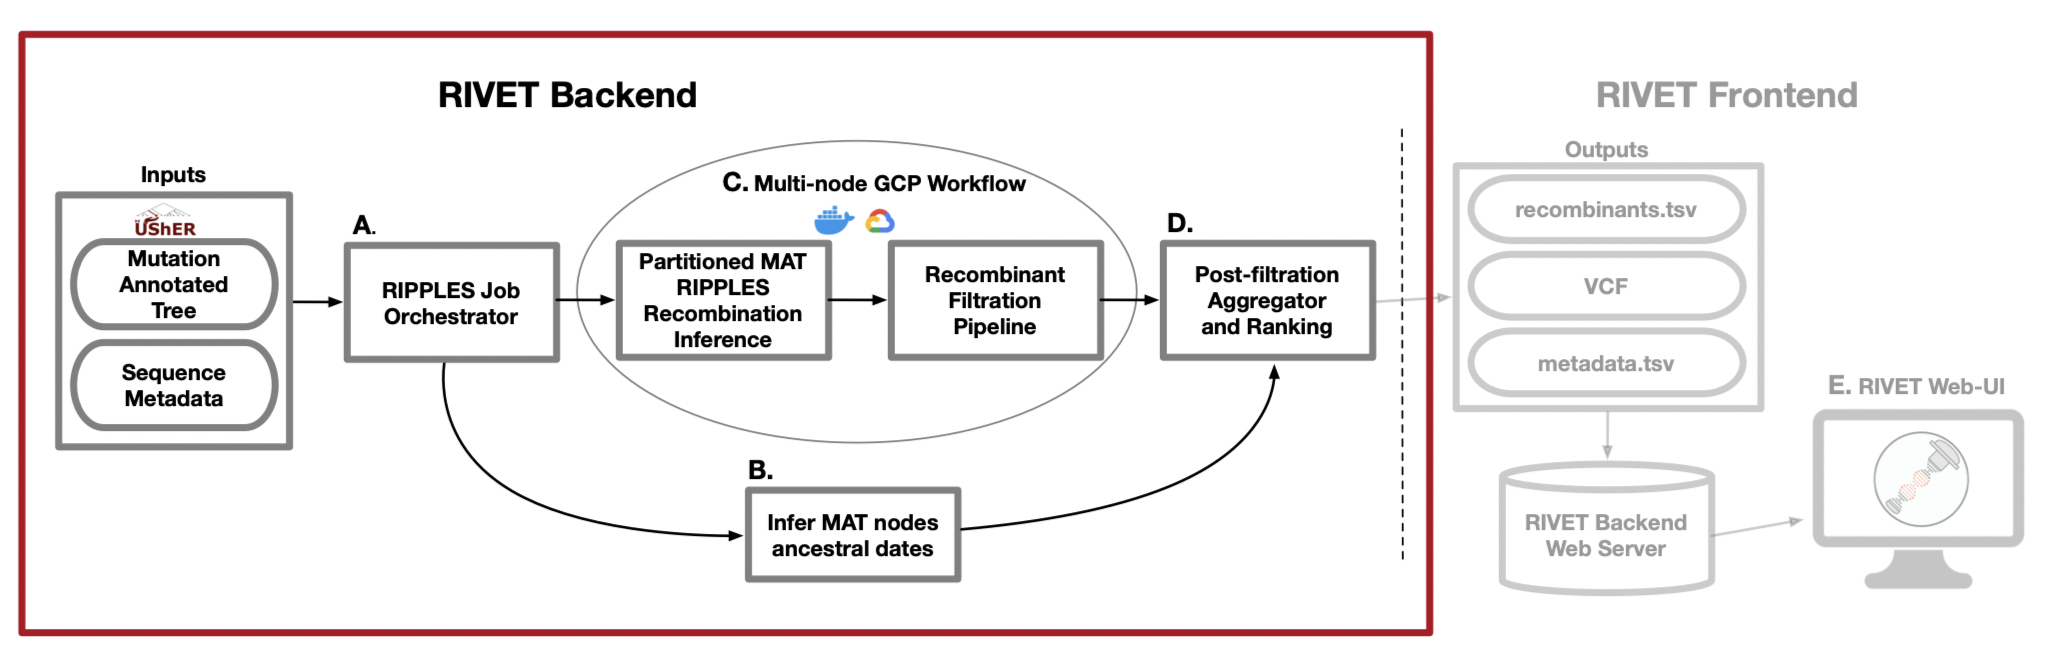 RIVET Backend
RIVET Frontend
Inputs
UShER
Mutation
Annotated
Tree
Sequence
Metadata
A.
RIPPLES Job
Orchestrator
C. Multi-node GCP Workflow
Partitioned MAT
RIPPLES
Recombination
Inference
Recombinant
Filtration
Pipeline
B.
Infer MAT nodes
ancestral dates
D.
Post-filtration
Aggregator
and Ranking
Outputs
recombinants.tsv
VCF
metadata.tsv
RIVET Backend
Web Server
E. RIVET Web-UI